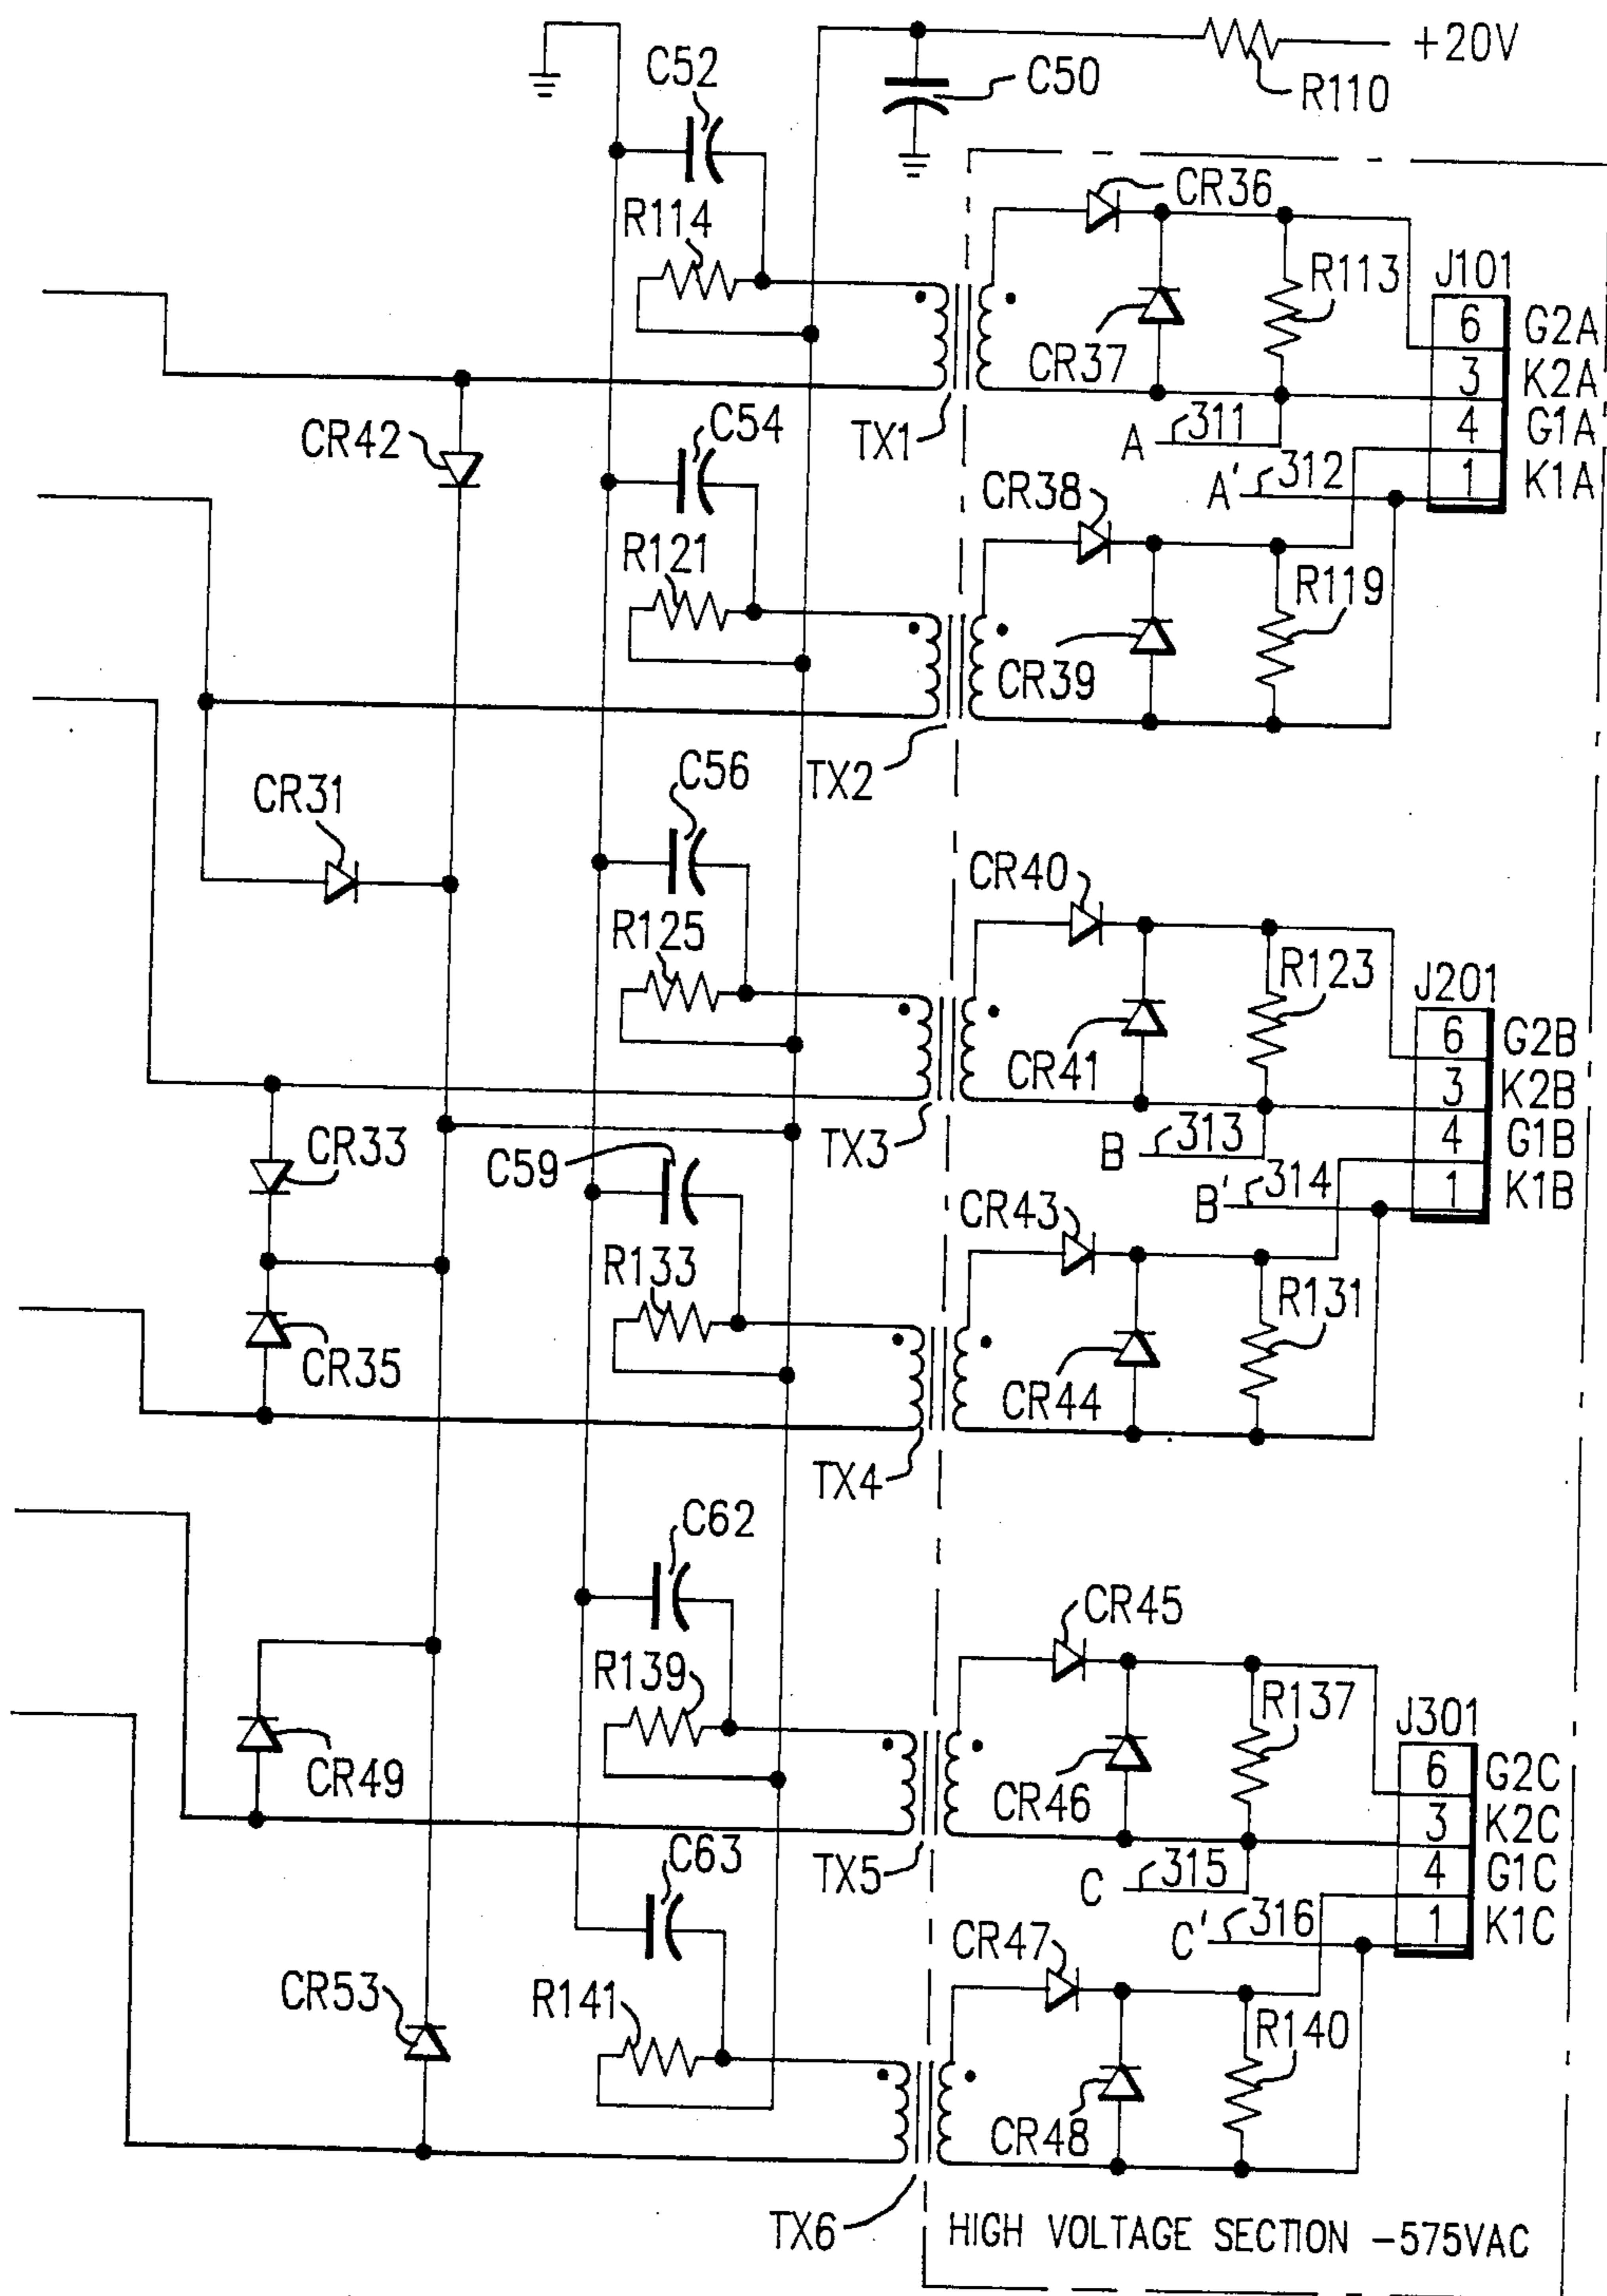 +20V
C52
C50
R110
CR36
R114
R113
J101
6 G2A
CR37
3 K2A
TX1
A 311
4 G1A'
CR42
C54
A' 312
1 K1A
CR38
R121
R119
CR39
TX2
C56
CR31
CR40
R125
R123
J201
6 G2B
CR41
3 K2B
TX3
B 313
4 G1B
CR33
C59
B' 314
1 K1B
CR43
R133
R131
CR35
CR44
TX4
C62
CR45
R139
R137
J301
6 G2C
CR49
CR46
3 K2C
C63
TX5
C 315
4 G1C
C' 316
1 K1C
CR47
CR53
R141
R140
CR48
TX6
HIGH VOLTAGE SECTION -575VAC